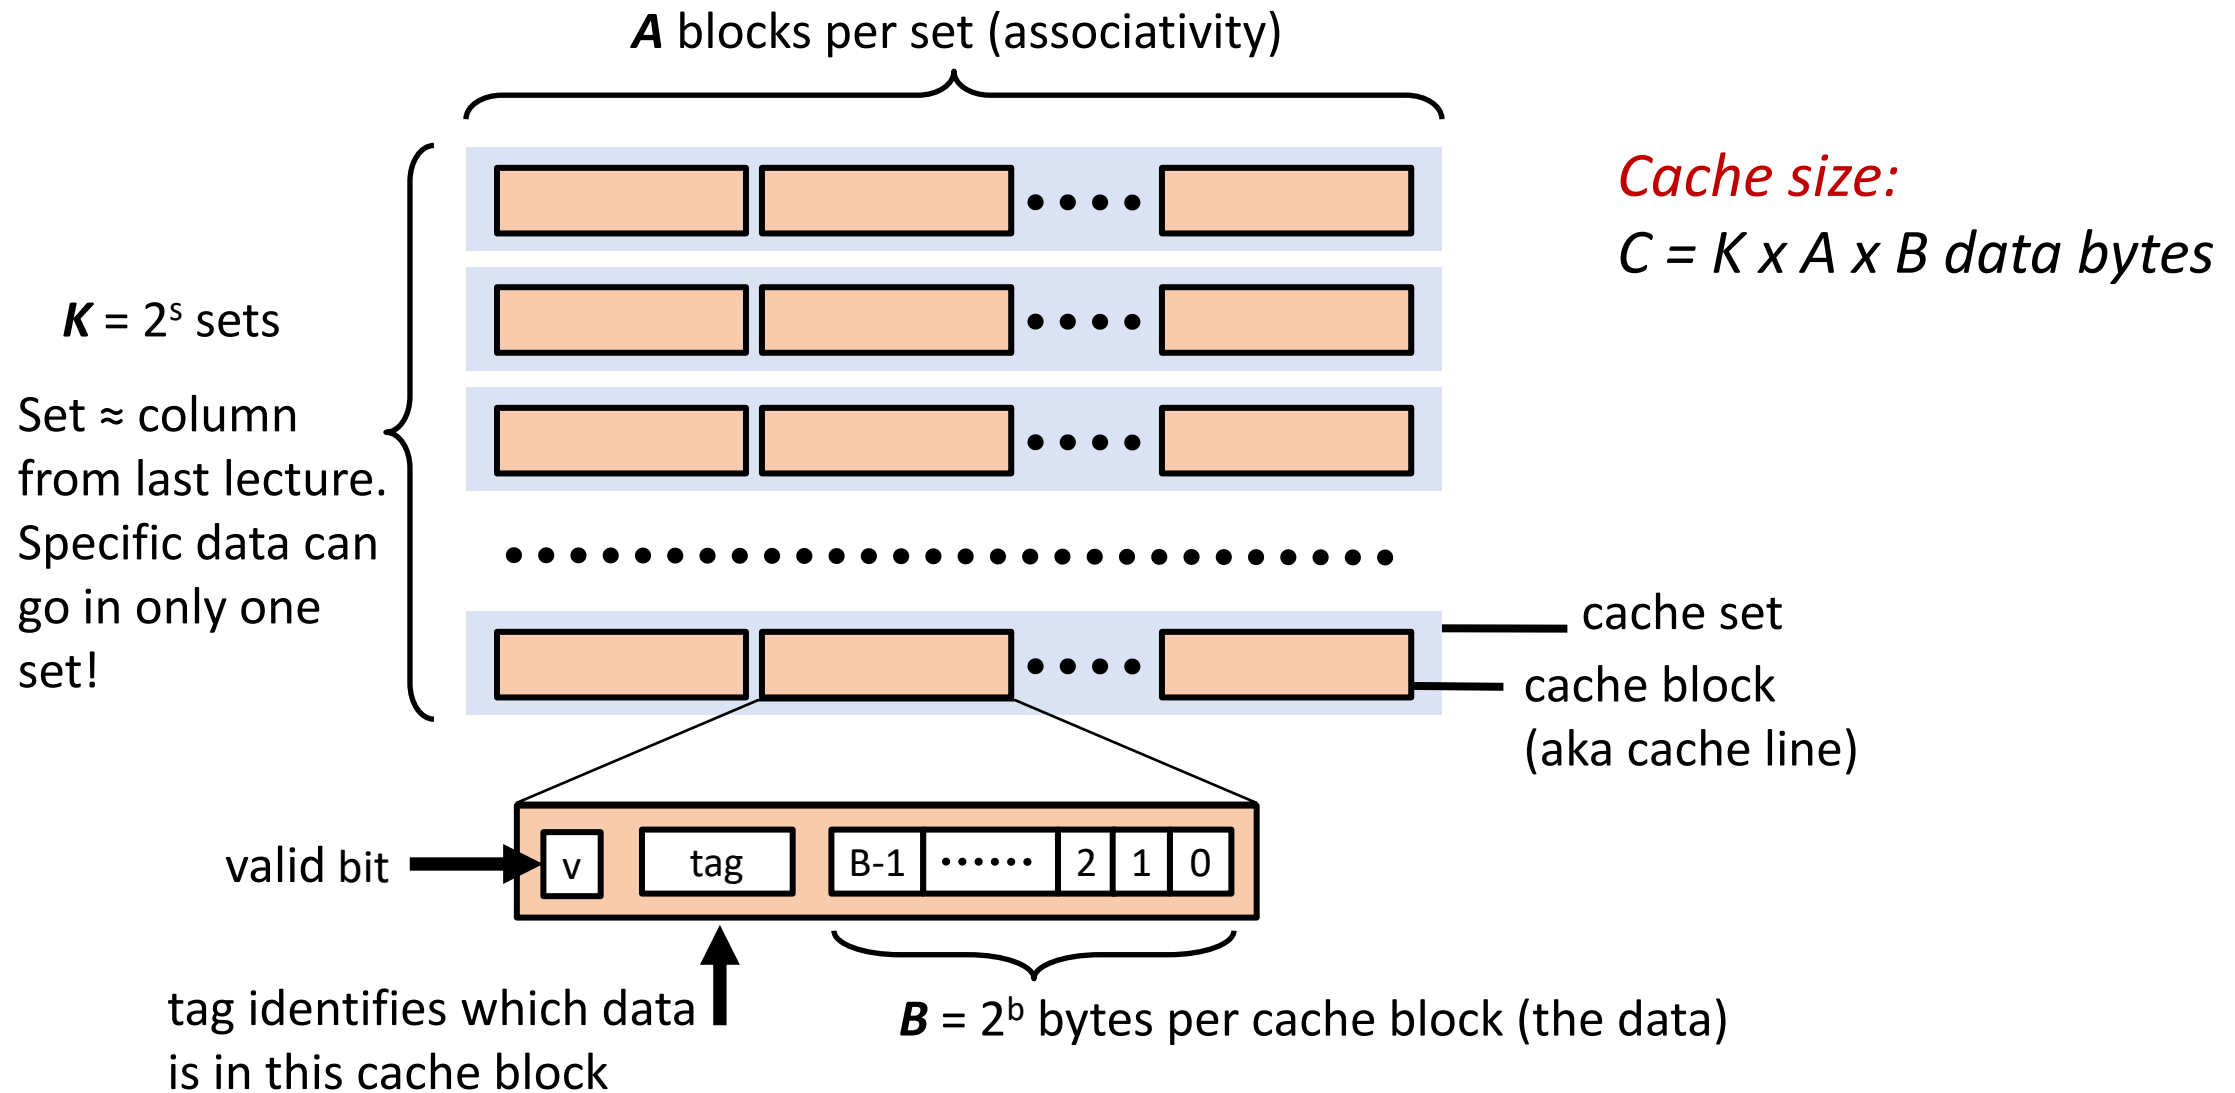 A blocks per set (associativity)
Cache size:
C = K x A x B data bytes
K = 2ˢ sets
Set ≈ column
from last lecture.
Specific data can
go in only one
set!
cache set
cache block
(aka cache line)
valid bit
v
tag
B-1 •••••• 2 1 0
tag identifies which data
is in this cache block
B = 2ᵇ bytes per cache block (the data)